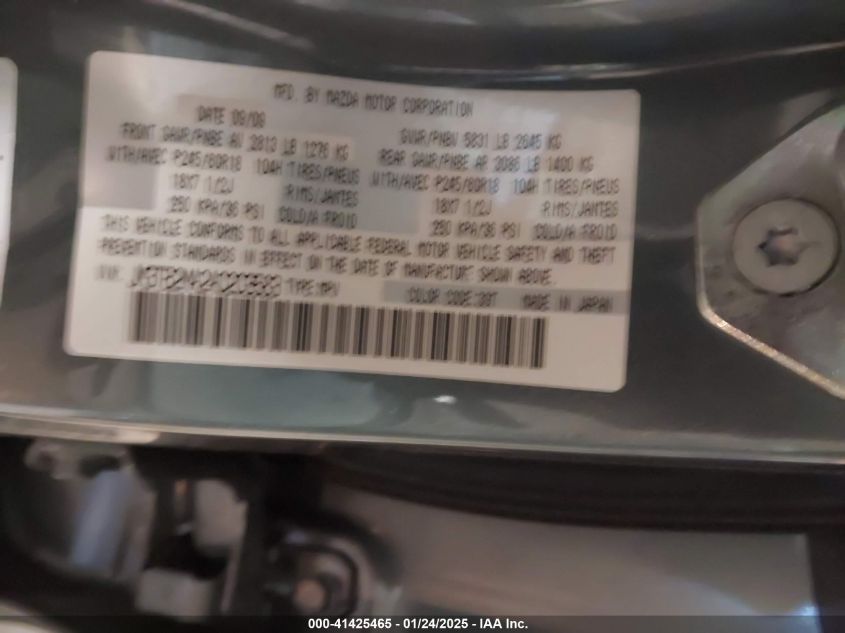 MFD. BY MAZDA MOTOR CORPORATION
DATE 09/09
GVWR/PNBV 5831 LB 2645 KG
FRONT GAWR/PNBE AV 2813 LB 1276 KG
REAR GAWR/PNBE AR 3086 LB 1400 KG
WITH/AVEC P245/60R18 104H TIRES/PNEUS
WITH/AVEC P245/60R18 104H TIRES/PNEUS
18X7 1/2J RIMS/JANTES
18X7 1/2J RIMS/JANTES
250 KPA/36 PSI COLD/A FROID
250 KPA/36 PSI COLD/A FROID
THIS VEHICLE CONFORMS TO ALL APPLICABLE FEDERAL MOTOR VEHICLE SAFETY AND THEFT
PREVENTION STANDARDS IN EFFECT ON THE DATE OF MANUFACTURE SHOWN ABOVE.
TYPE:MPV COLOR CODE: MADE IN JAPAN
000-41425465 - 01/24/2025 - IAA Inc.